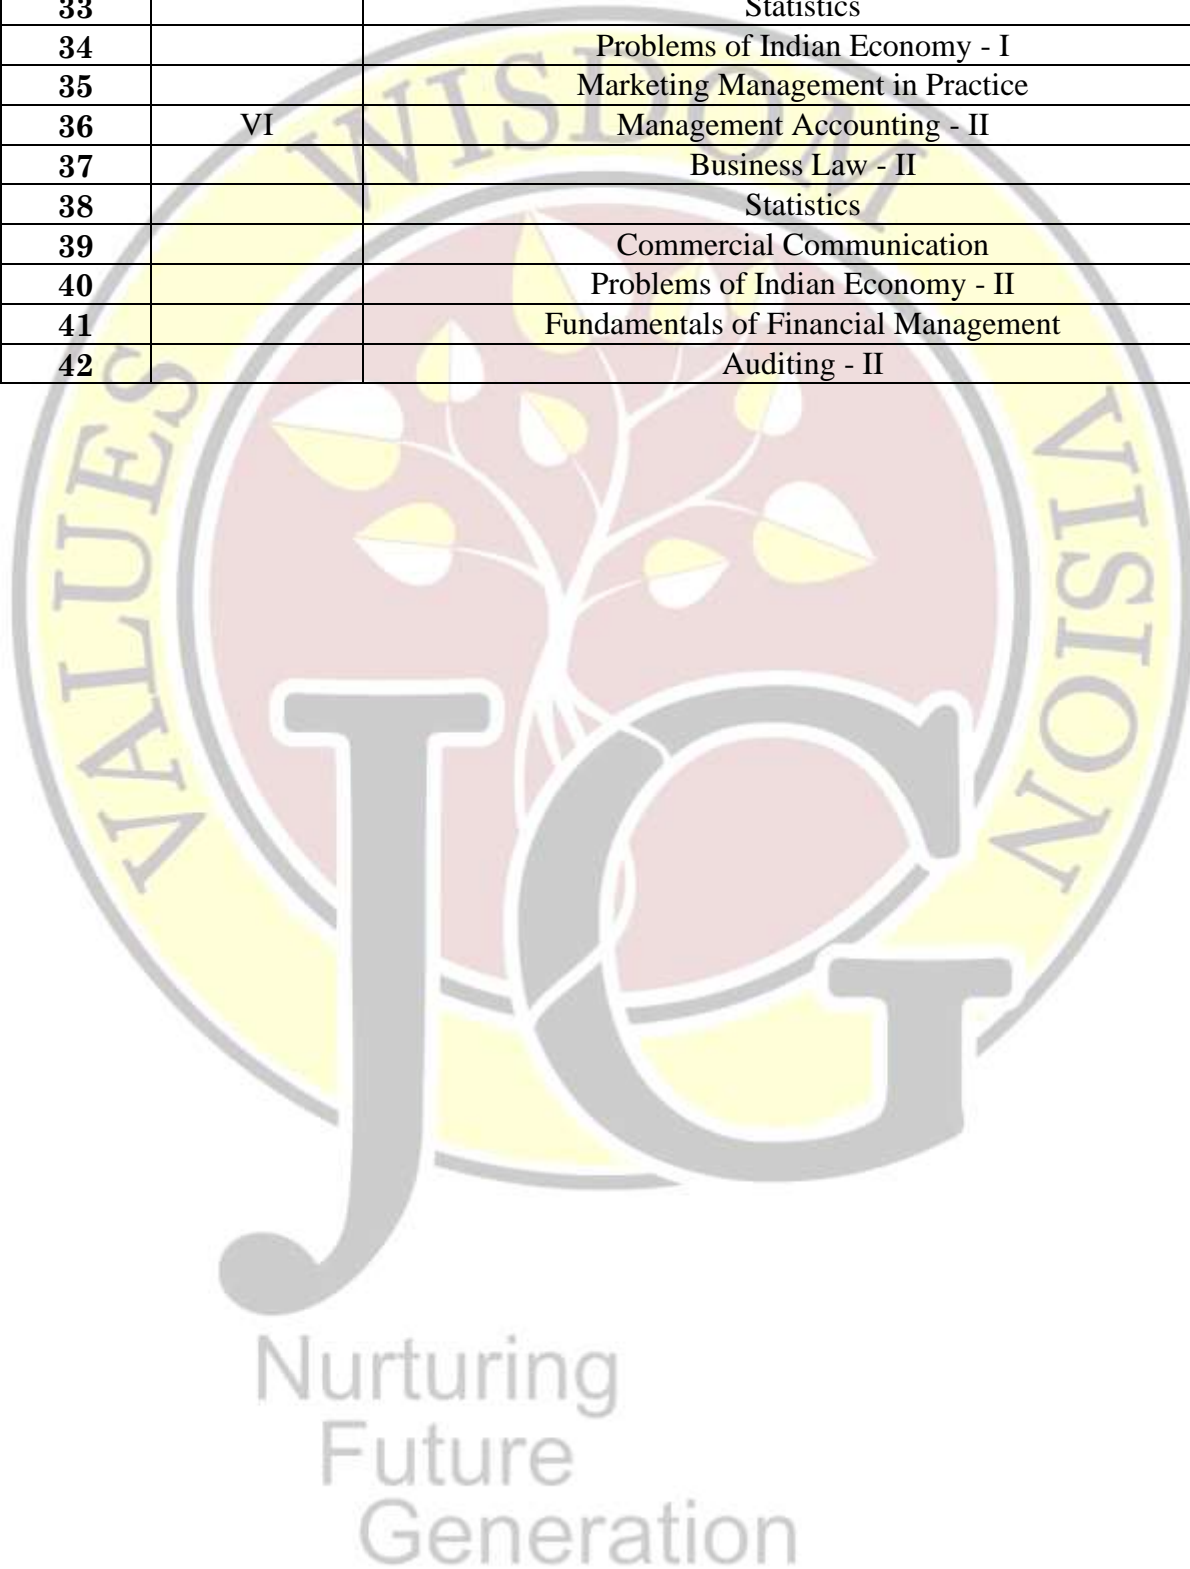 33 Statistics
34 Problems of Indian Economy - I
35 Marketing Management in Practice
36 VI Management Accounting - II
37 Business Law - II
38 Statistics
39 Commercial Communication
40 Problems of Indian Economy - II
41 Fundamentals of Financial Management
42 Auditing - II
WISDOM
VALUES
VISION
JG
Nurturing
Future
Generation